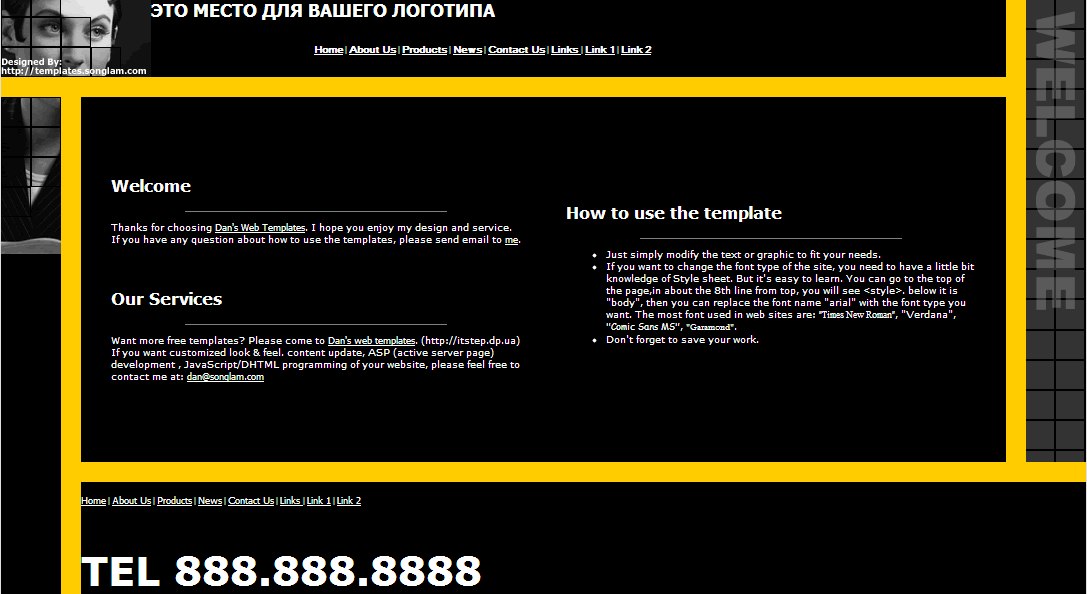 ЭТО МЕСТО ДЛЯ ВАШЕГО ЛОГОТИПА
Home | About Us | Products | News | Contact Us | Links | Link 1 | Link 2
Designed By:
http://templates.songlam.com
WELCOME
Welcome
Thanks for choosing Dan's Web Templates. I hope you enjoy my design and service.
If you have any question about how to use the templates, please send email to me.
Our Services
Want more free templates? Please come to Dan's web templates. (http://itstep.dp.ua)
If you want customized look & feel. content update, ASP (active server page)
development , JavaScript/DHTML programming of your website, please feel free to
contact me at: dan@songlam.com
How to use the template
• Just simply modify the text or graphic to fit your needs.
• If you want to change the font type of the site, you need to have a little bit
knowledge of Style sheet. But it's easy to learn. You can go to the top of
the page,in about the 8th line from top, you will see <style>. below it is
"body", then you can replace the font name "arial" with the font type you
want. The most font used in web sites are: "Times New Roman", "Verdana",
"Comic Sans MS", "Garamond".
• Don't forget to save your work.
Home | About Us | Products | News | Contact Us | Links | Link 1 | Link 2
TEL 888.888.8888